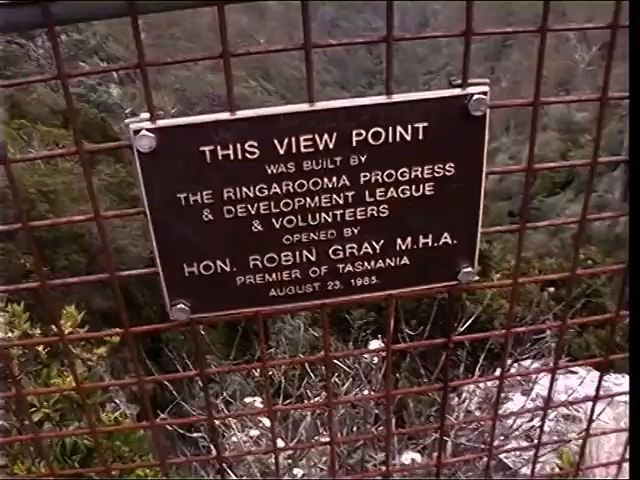 THIS VIEW POINT
WAS BUILT BY
THE RINGAROOMA PROGRESS
& DEVELOPMENT LEAGUE
& VOLUNTEERS
OPENED BY
HON. ROBIN GRAY M.H.A.
PREMIER OF TASMANIA
AUGUST 23. 1985.